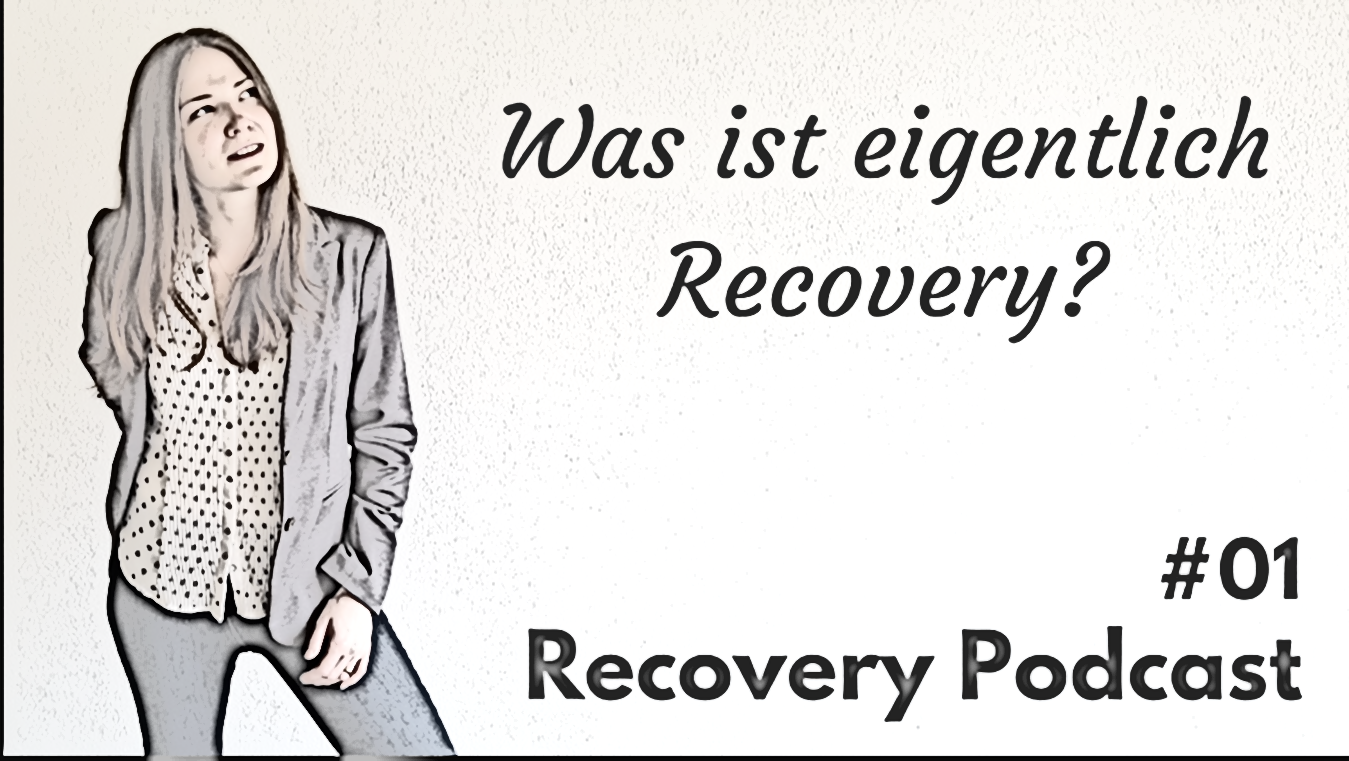 Was ist eigentlich
Recovery?
#01
Recovery Podcast